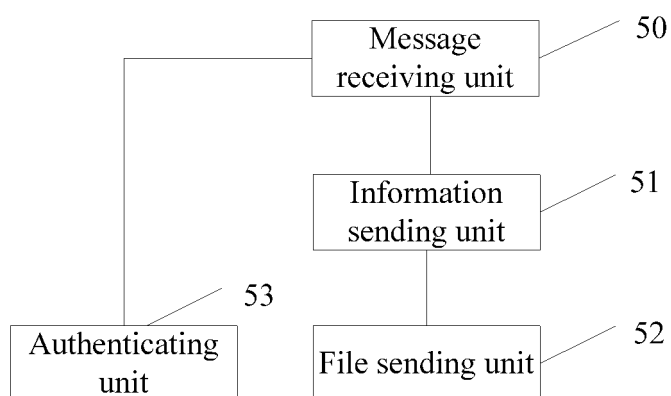 Message
receiving unit
50
Information
sending unit
51
53
Authenticating
unit
File sending unit
52